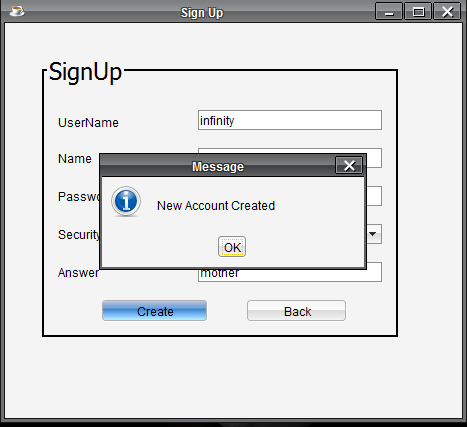 Sign Up
SignUp
UserName infinity
Name
Message
Passwo
New Account Created
Security
OK
Answer mother
Create Back